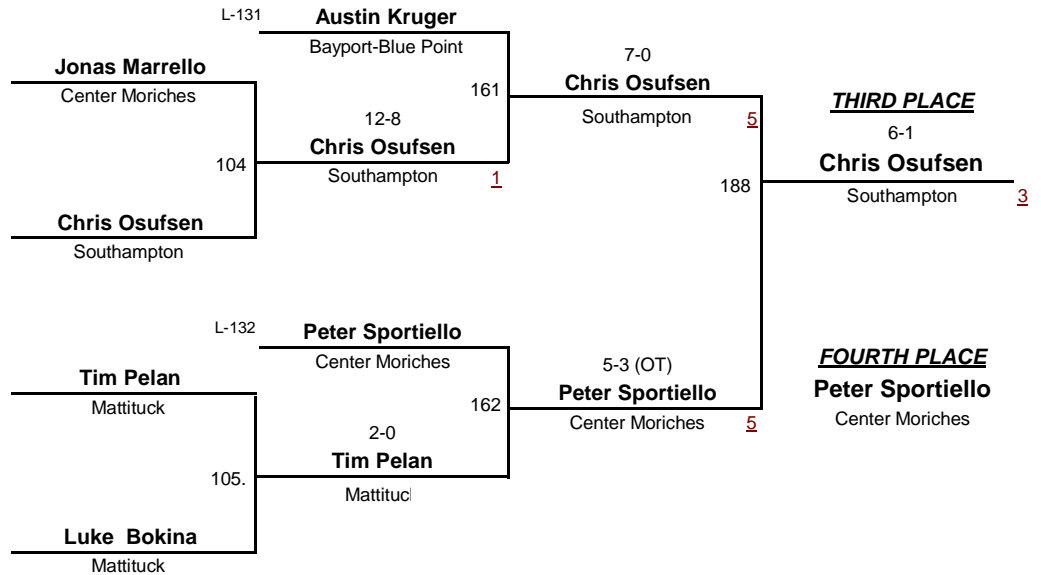 L-131
Austin Kruger
Bayport-Blue Point
Jonas Marrello
Center Moriches
7-0
Chris Osufsen
Southampton
5
161
THIRD PLACE
12-8
Chris Osufsen
Southampton
1
104
6-1
Chris Osufsen
Southampton
3
188
Chris Osufsen
Southampton
L-132
Peter Sportiello
Center Moriches
Tim Pelan
Mattituck
5-3 (OT)
Peter Sportiello
Center Moriches
5
162
FOURTH PLACE
Peter Sportiello
Center Moriches
2-0
Tim Pelan
Mattituc
105.
Luke Bokina
Mattituck